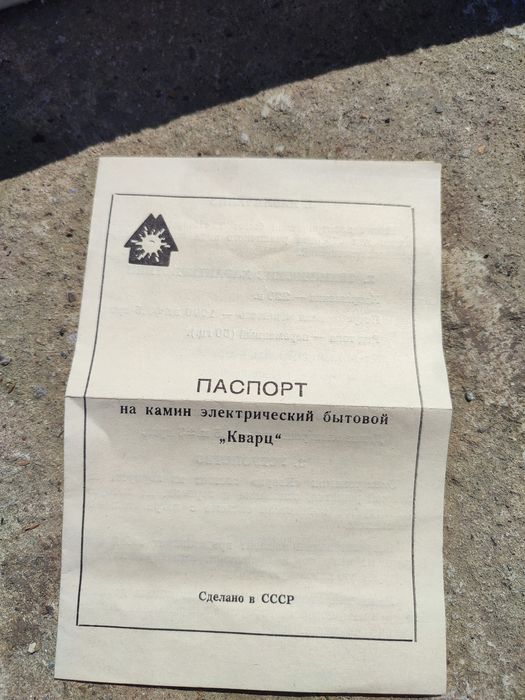 ПАСПОРТ
на камин электрический бытовой
„Кварц“
Сделано в СССР